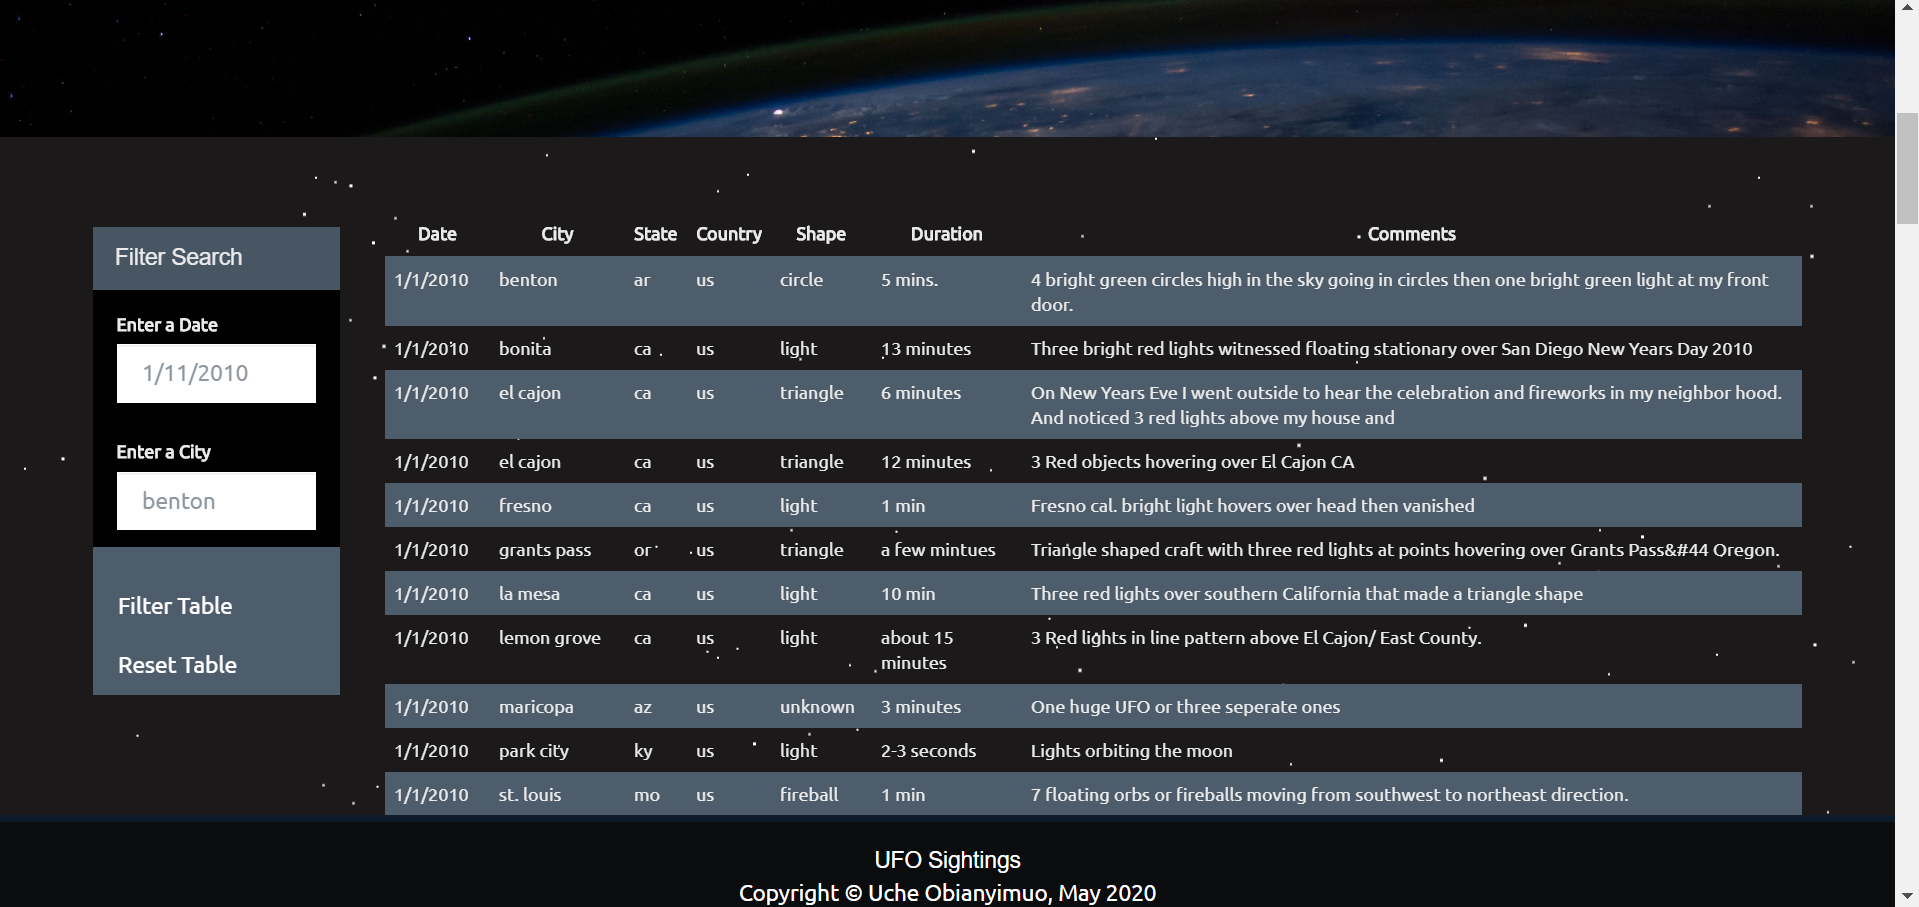 Filter Search
Enter a Date
1/11/2010
Enter a City
benton
Filter Table
Reset Table
Date City State Country Shape Duration Comments
1/1/2010 benton ar us circle 5 mins. 4 bright green circles high in the sky going in circles then one bright green light at my front
door.
1/1/2010 bonita ca us light 13 minutes Three bright red lights witnessed floating stationary over San Diego New Years Day 2010
1/1/2010 el cajon ca us triangle 6 minutes On New Years Eve I went outside to hear the celebration and fireworks in my neighbor hood.
And noticed 3 red lights above my house and
1/1/2010 el cajon ca us triangle 12 minutes 3 Red objects hovering over El Cajon CA
1/1/2010 fresno ca us light 1 min Fresno cal. bright light hovers over head then vanished
1/1/2010 grants pass or us triangle a few mintues Triangle shaped craft with three red lights at points hovering over Grants Pass&#44 Oregon.
1/1/2010 la mesa ca us light 10 min Three red lights over southern California that made a triangle shape
1/1/2010 lemon grove ca us light about 15 3 Red lights in line pattern above El Cajon/ East County.
minutes
1/1/2010 maricopa az us unknown 3 minutes One huge UFO or three seperate ones
1/1/2010 park city ky us light 2-3 seconds Lights orbiting the moon
1/1/2010 st. louis mo us fireball 1 min 7 floating orbs or fireballs moving from southwest to northeast direction.
UFO Sightings
Copyright © Uche Obianyimuo, May 2020